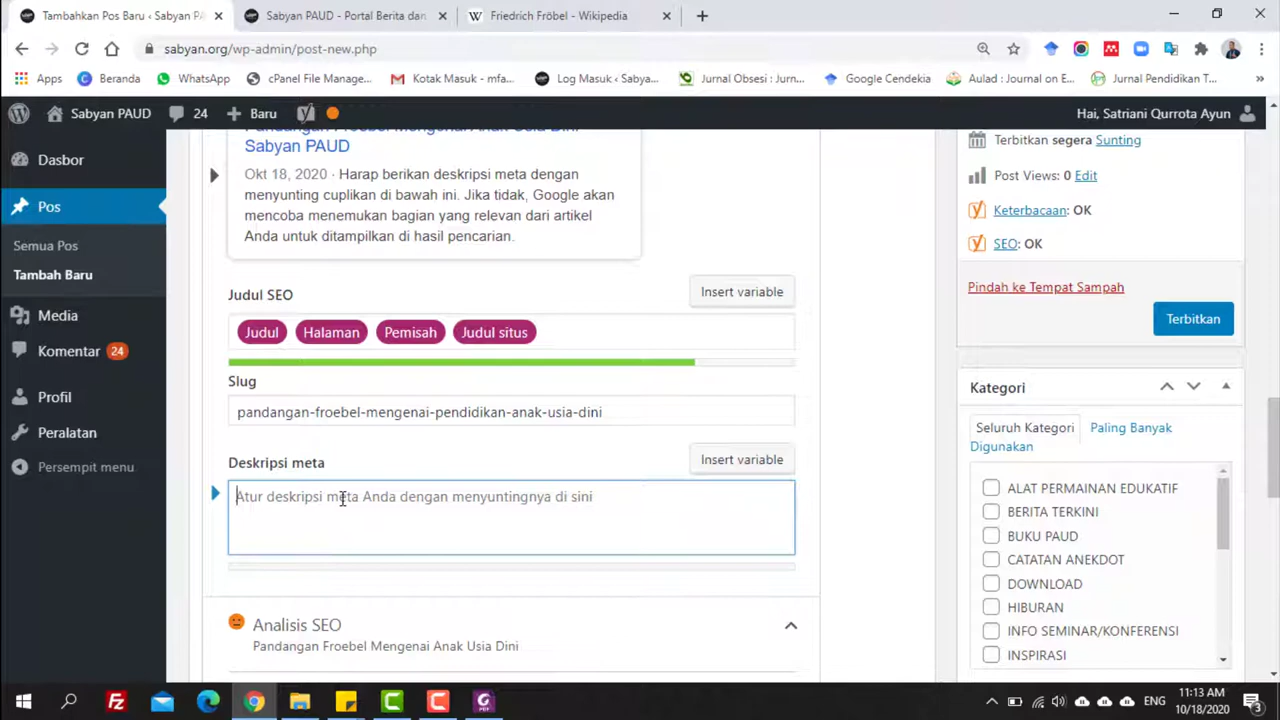 Tambahkan Pos Baru ‹ Sabyan PA
Sabyan PAUD - Portal Berita dan
Friedrich Fröbel - Wikipedia
sabyan.org/wp-admin/post-new.php
Apps
Beranda
WhatsApp
cPanel File Manage...
Kotak Masuk - mfa...
Log Masuk ‹ Sabya...
Jurnal Obsesi : Jurn...
Google Cendekia
Aulad : Journal on E...
Jurnal Pendidikan T...
»
Sabyan PAUD
24
Baru
Hai, Satriani Qurrota Ayun
Dasbor
Pos
Semua Pos
Tambah Baru
Media
Komentar 24
Profil
Peralatan
Persempit menu
Pandangan Froebel Mengenai Anak Usia Dini -
Sabyan PAUD
Okt 18, 2020 · Harap berikan deskripsi meta dengan
menyunting cuplikan di bawah ini. Jika tidak, Google akan
mencoba menemukan bagian yang relevan dari artikel
Anda untuk ditampilkan di hasil pencarian.
Judul SEO
Insert variable
Judul Halaman Pemisah Judul situs
Slug
pandangan-froebel-mengenai-pendidikan-anak-usia-dini
Deskripsi meta
Insert variable
Atur deskripsi meta Anda dengan menyuntingnya di sini
Analisis SEO
Pandangan Froebel Mengenai Anak Usia Dini
Terbitkan segera Sunting
Post Views: 0 Edit
Keterbacaan: OK
SEO: OK
Pindah ke Tempat Sampah
Terbitkan
Kategori
Seluruh Kategori
Paling Banyak
Digunakan
ALAT PERMAINAN EDUKATIF
BERITA TERKINI
BUKU PAUD
CATATAN ANEKDOT
DOWNLOAD
HIBURAN
INFO SEMINAR/KONFERENSI
INSPIRASI
ENG
11:13 AM
10/18/2020
3